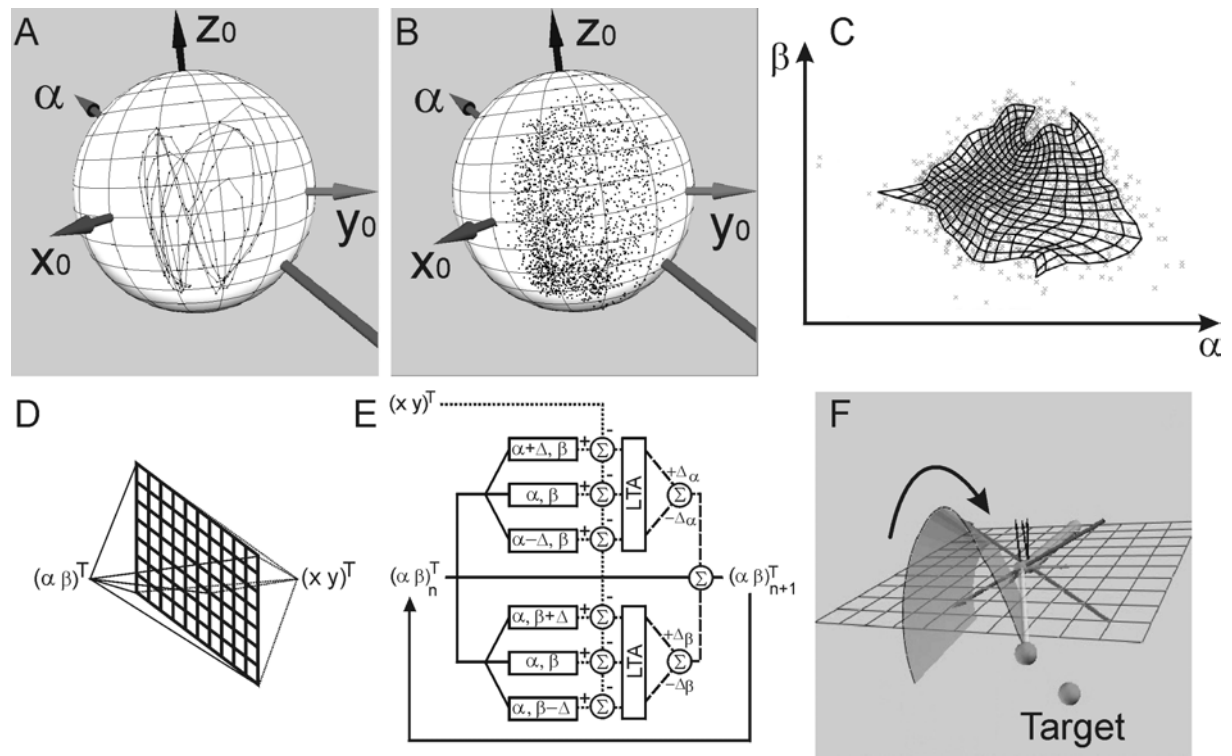 A
z₀
α
x₀
y₀
B
z₀
α
x₀
y₀
C
β
α
D
(α β)ᵀ
(x y)ᵀ
E
(x y)ᵀ
α+Δ, β
+
-
Σ
α, β
+
-
Σ
α−Δ, β
+
-
Σ
LTA
+Δα
Σ
−Δα
(α β)ᵀₙ
Σ
(α β)ᵀₙ₊₁
α, β+Δ
+
-
Σ
α, β
+
-
Σ
α, β−Δ
+
-
Σ
LTA
+Δβ
Σ
−Δβ
F
Target